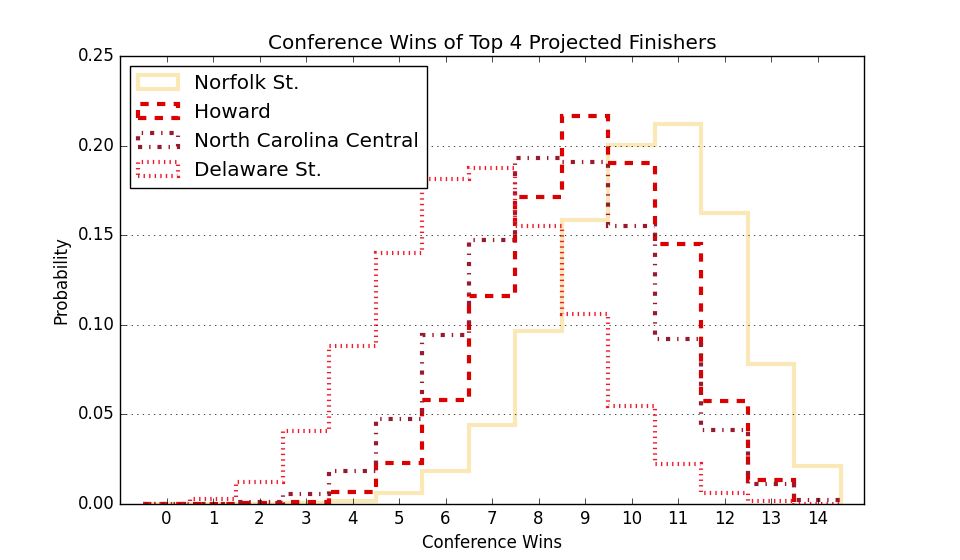 Conference Wins of Top 4 Projected Finishers
0.25
0.20
0.15
0.10
0.05
0.00
Probability
Norfolk St.
Howard
North Carolina Central
Delaware St.
0 1 2 3 4 5 6 7 8 9 10 11 12 13 14
Conference Wins